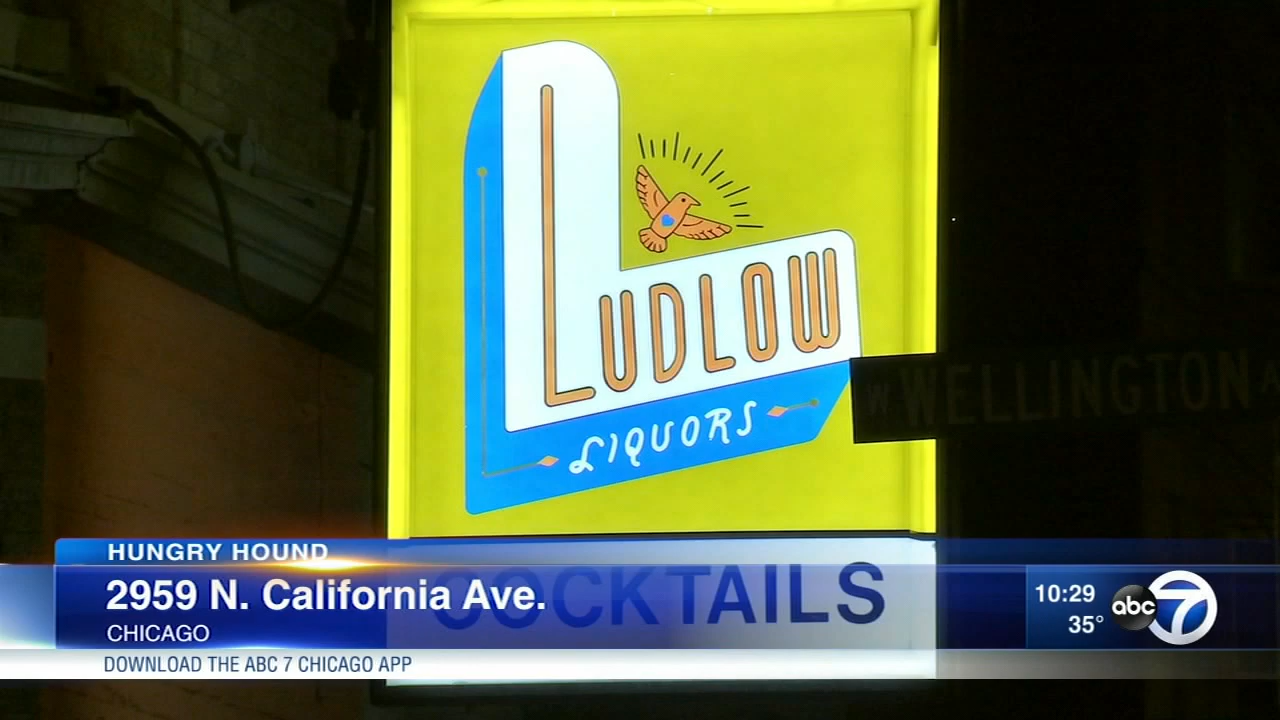 LUDLOW
LIQUORS
W WELLINGTON A
HUNGRY HOUND
2959 N. California Ave.
COCKTAILS
CHICAGO
10:29
35°
abc 7
DOWNLOAD THE ABC 7 CHICAGO APP